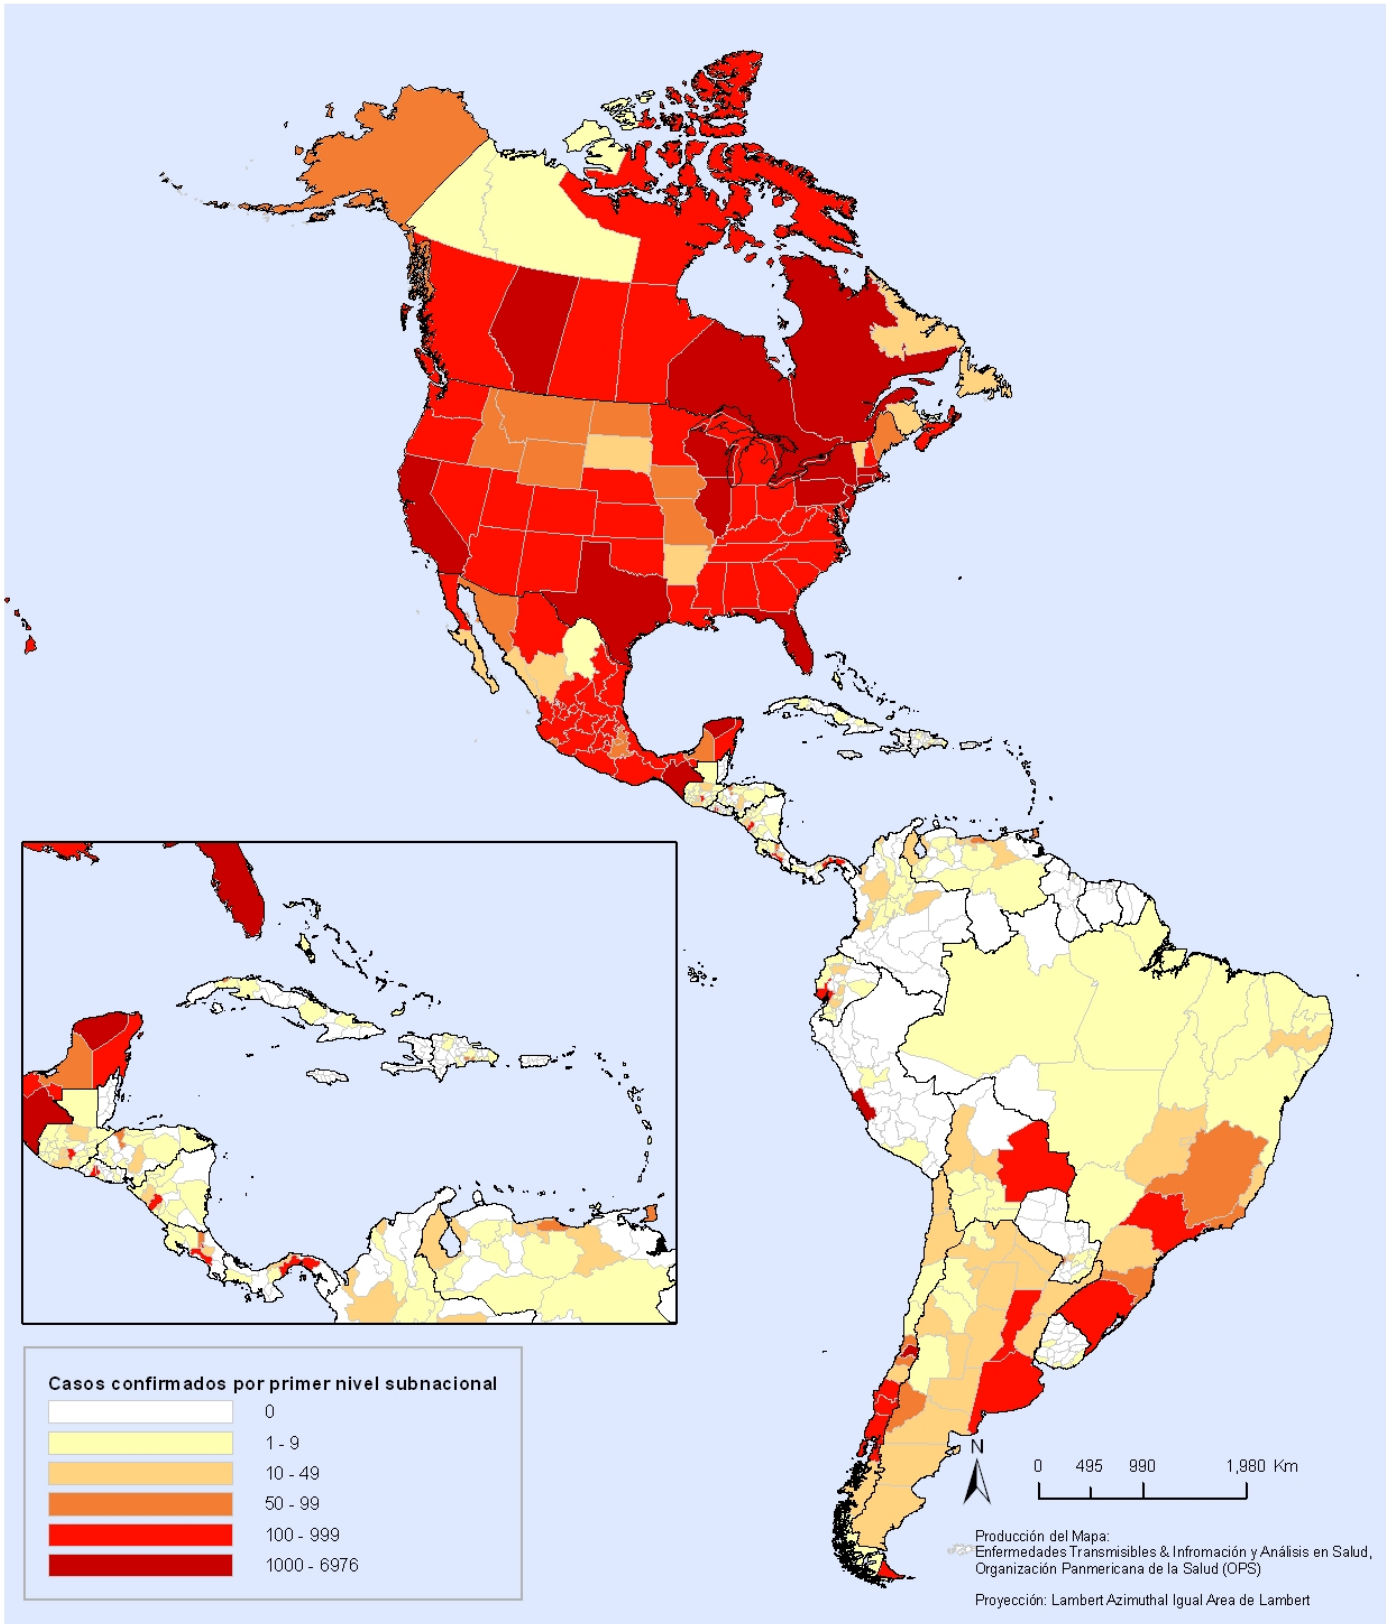 Casos confirmados por primer nivel subnacional
0
1 - 9
10 - 49
50 - 99
100 - 999
1000 - 6976
N
0 495 990 1,980 Km
Producción del Mapa:
Enfermedades Transmisibles & Infromación y Análisis en Salud,
Organización Panmericana de la Salud (OPS)
Proyección: Lambert Azimuthal Igual Area de Lambert